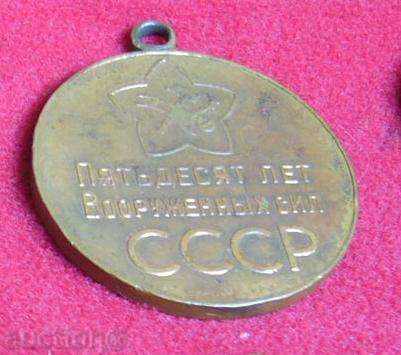 Пятьдесят лет
Вооруженных сил
СССР